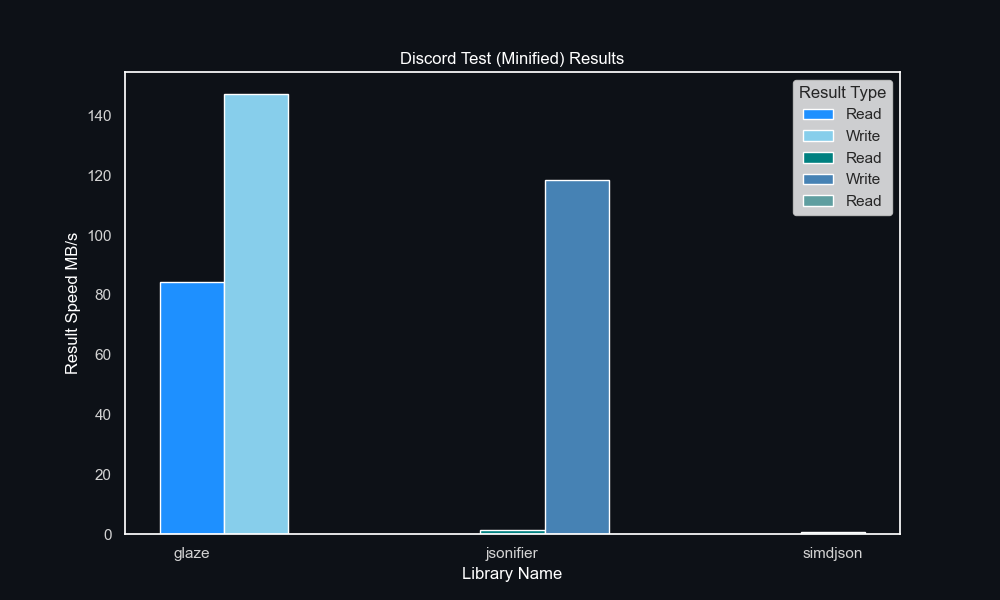 Discord Test (Minified) Results
Result Type
Read
Write
Read
Write
Read
Result Speed MB/s
140
120
100
80
60
40
20
0
glaze
jsonifier
simdjson
Library Name